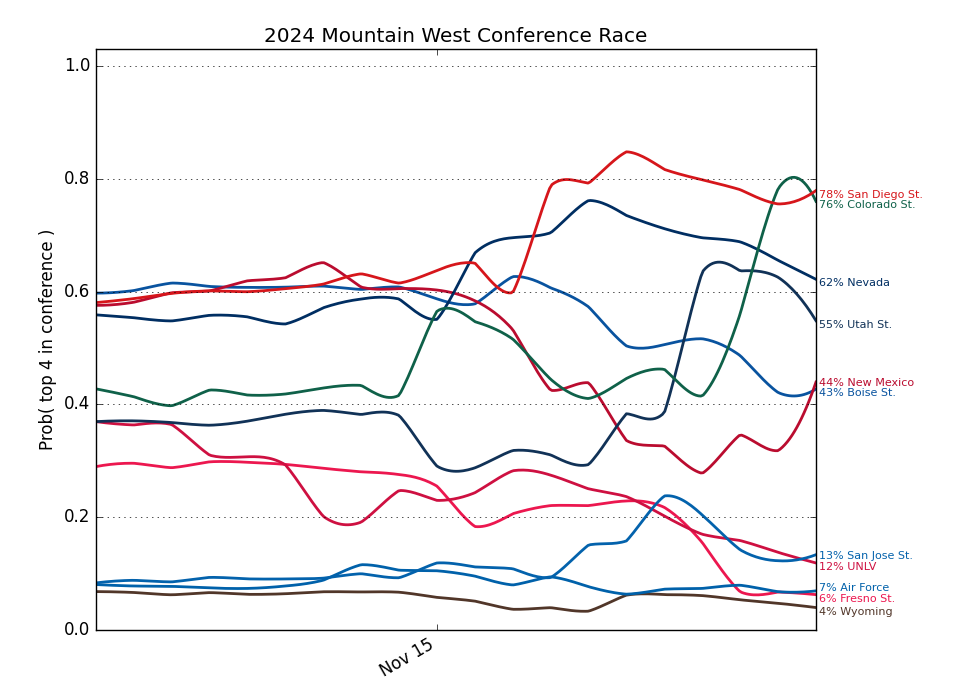 2024 Mountain West Conference Race
Prob( top 4 in conference )
1.0
0.8
0.6
0.4
0.2
0.0
Nov 15
78% San Diego St.
76% Colorado St.
62% Nevada
55% Utah St.
44% New Mexico
43% Boise St.
13% San Jose St.
12% UNLV
7% Air Force
6% Fresno St.
4% Wyoming